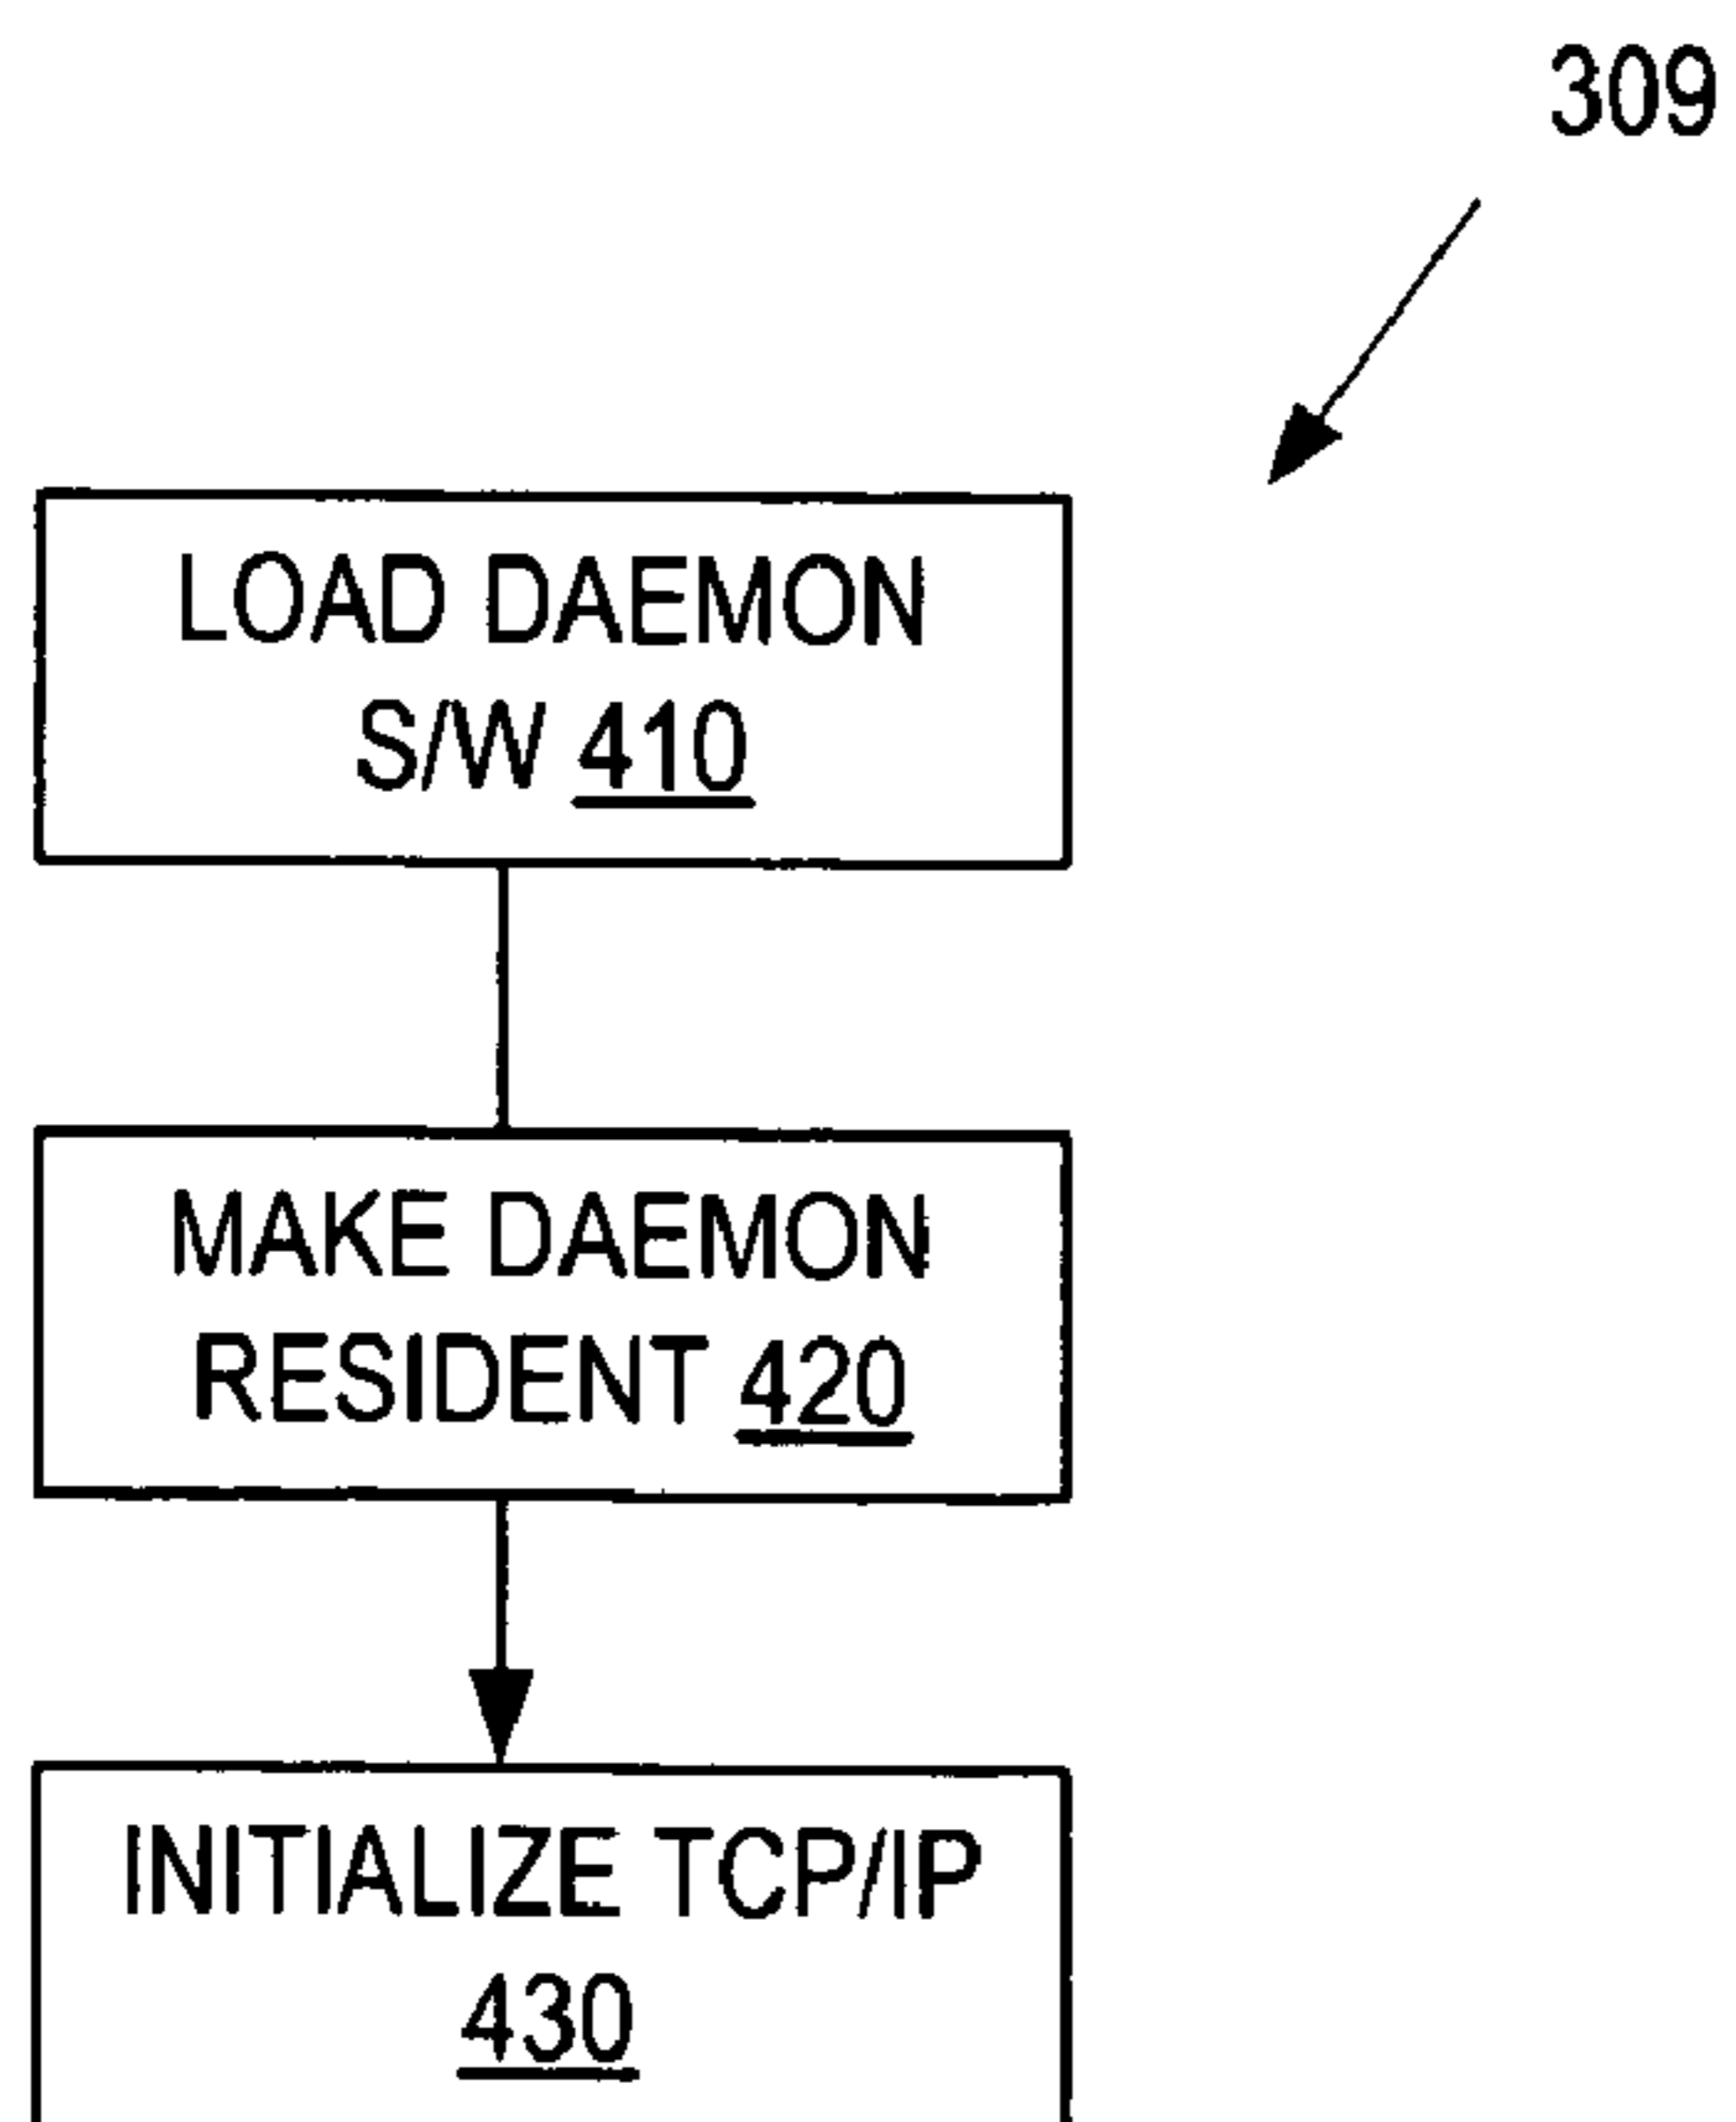 309
LOAD DAEMON
S/W 410
MAKE DAEMON
RESIDENT 420
INITIALIZE TCP/IP
430